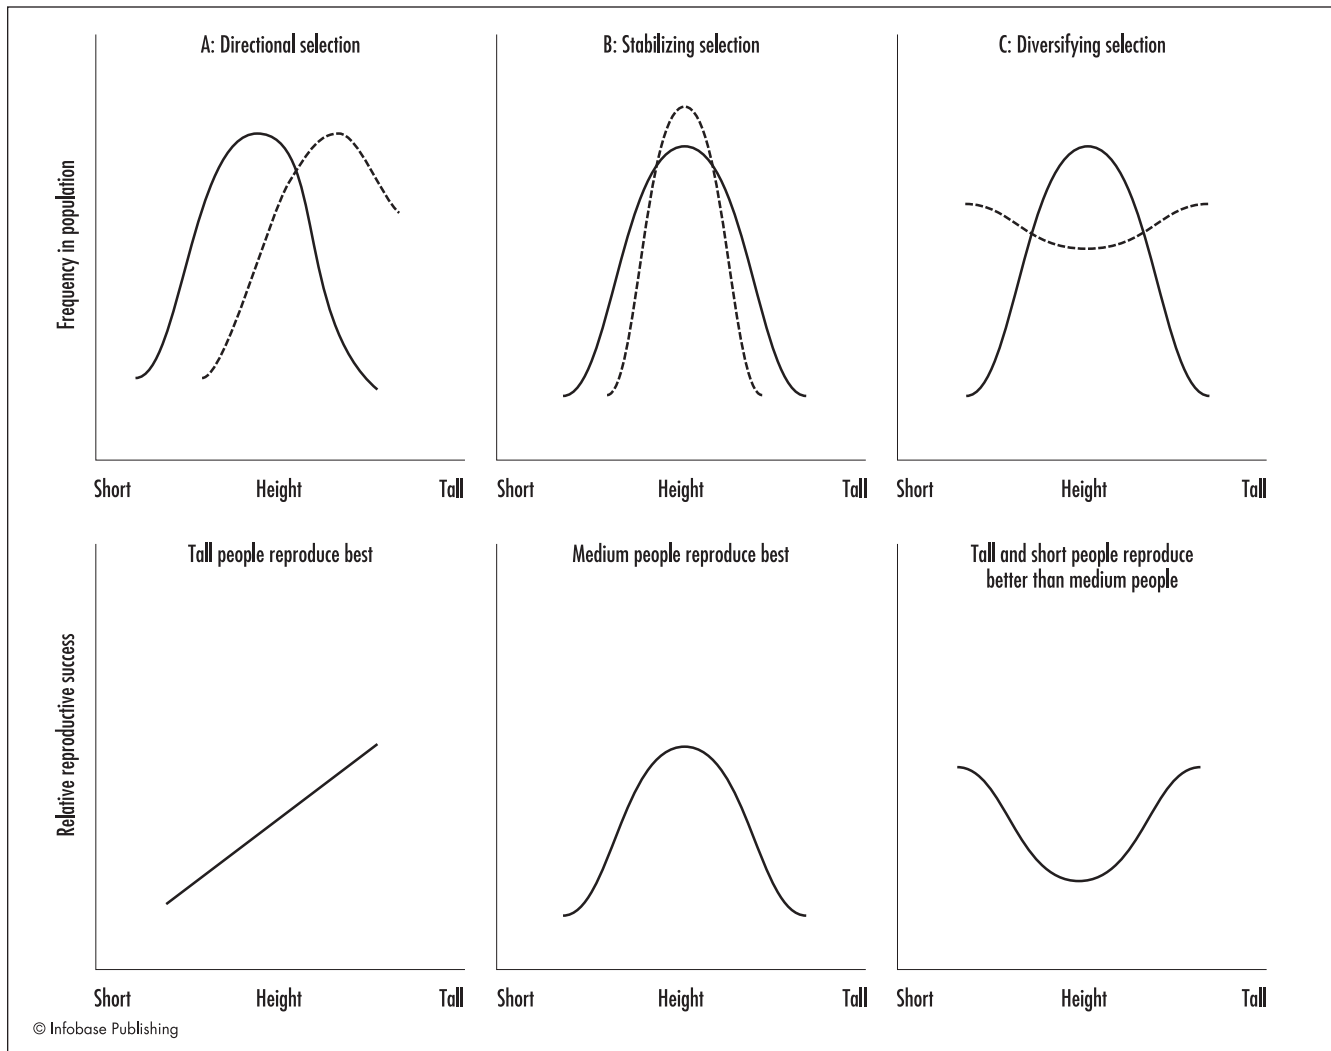 A: Directional selection
B: Stabilizing selection
C: Diversifying selection
Frequency in population
Short Height Tall
Short Height Tall
Short Height Tall
Tall people reproduce best
Medium people reproduce best
Tall and short people reproduce
better than medium people
Relative reproductive success
Short Height Tall
Short Height Tall
Short Height Tall
© Infobase Publishing